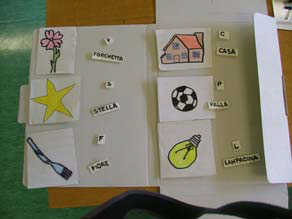 F
FORCHETTA
S
STELLA
F
FIORE
C
CASA
P
PALLA
L
LAMPADINA